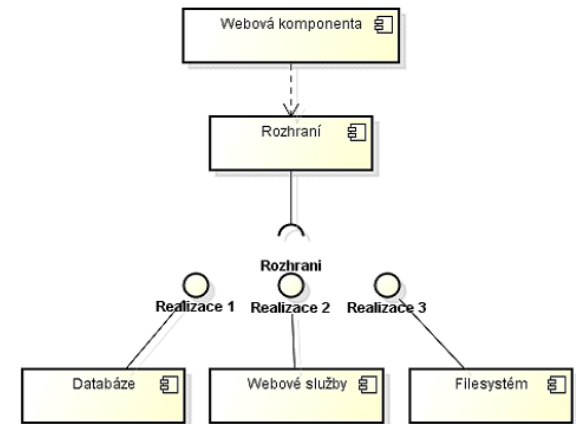 Webová komponenta
Rozhraní
Rozhrani
Realizace 1
Realizace 2
Realizace 3
Databáze
Webové služby
Filesystém